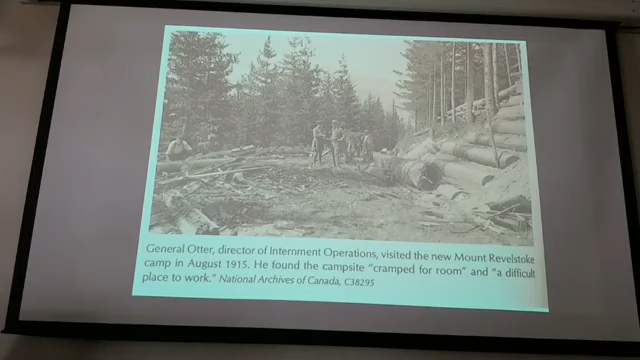 General Otter, director of Internment Operations, visited the new Mount Revelstoke
camp in August 1915. He found the campsite “cramped for room” and “a difficult
place to work.” National Archives of Canada, C38295